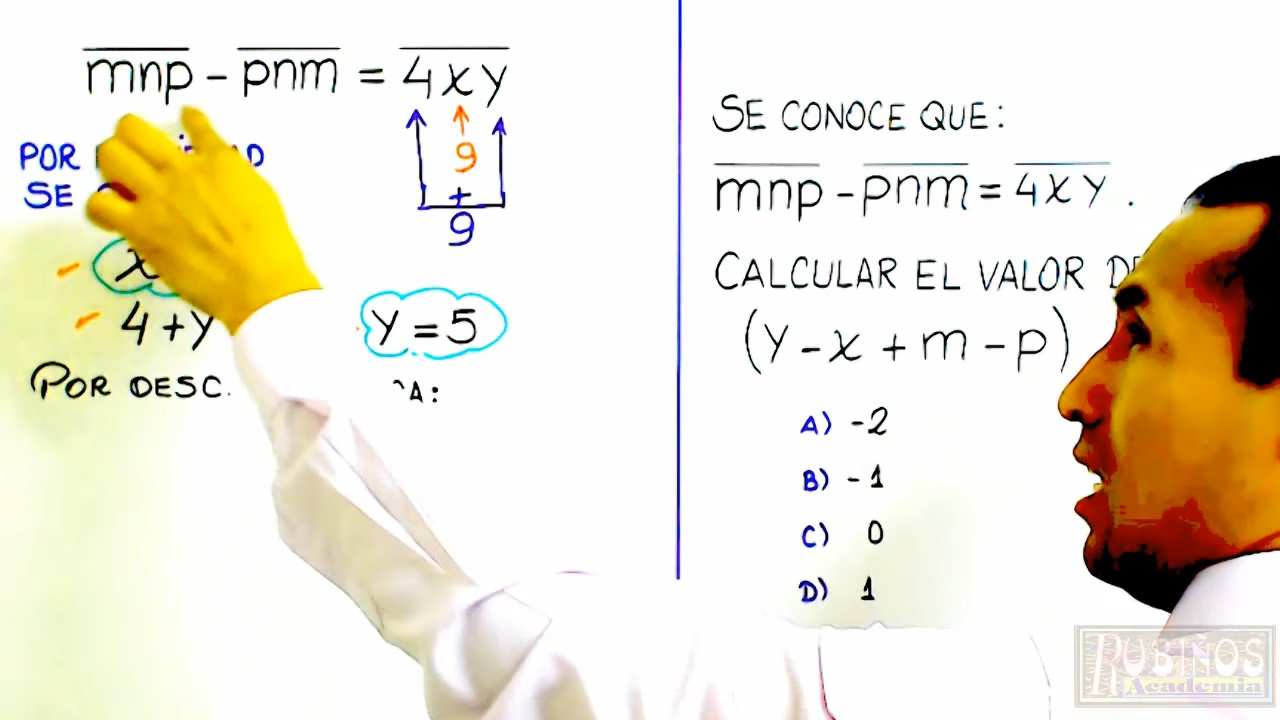 mnp - pnm = 4xy
POR
SE
9
+
9
x
4 + y
y = 5
POR DESC.
A:
SE CONOCE QUE:
mnp - pnm = 4xy .
CALCULAR EL VALOR DE
(y - x + m - p)
A) -2
B) -1
C) 0
D) 1
RUBIÑOS
Academia